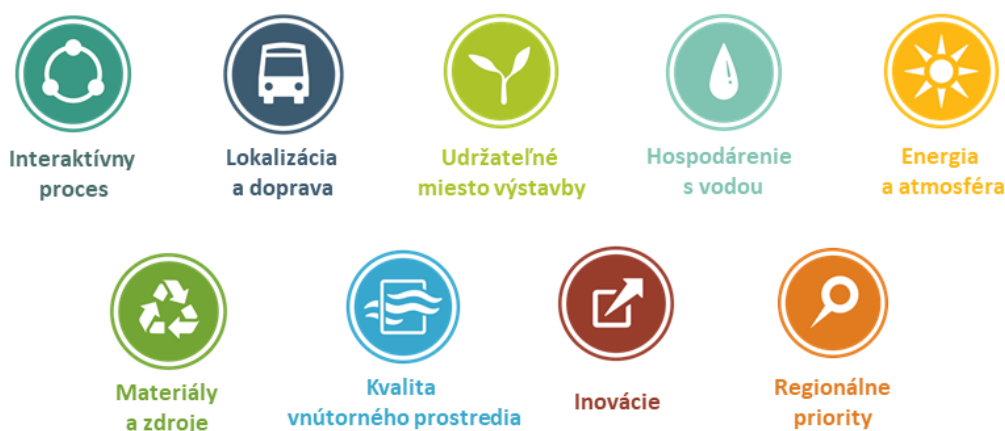 Interaktívny
proces
Lokalizácia
a doprava
Udržateľné
miesto výstavby
Hospodárenie
s vodou
Energia
a atmosféra
Materiály
a zdroje
Kvalita
vnútorného prostredia
Inovácie
Regionálne
priority